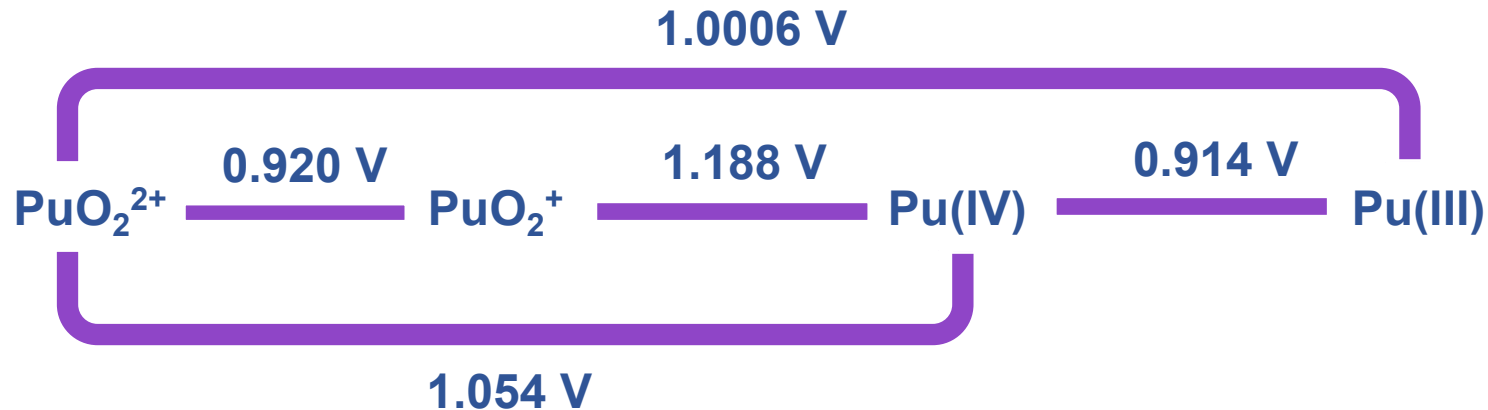 1.0006 V
0.920 V 1.188 V 0.914 V
PuO₂²⁺ PuO₂⁺ Pu(IV) Pu(III)
1.054 V